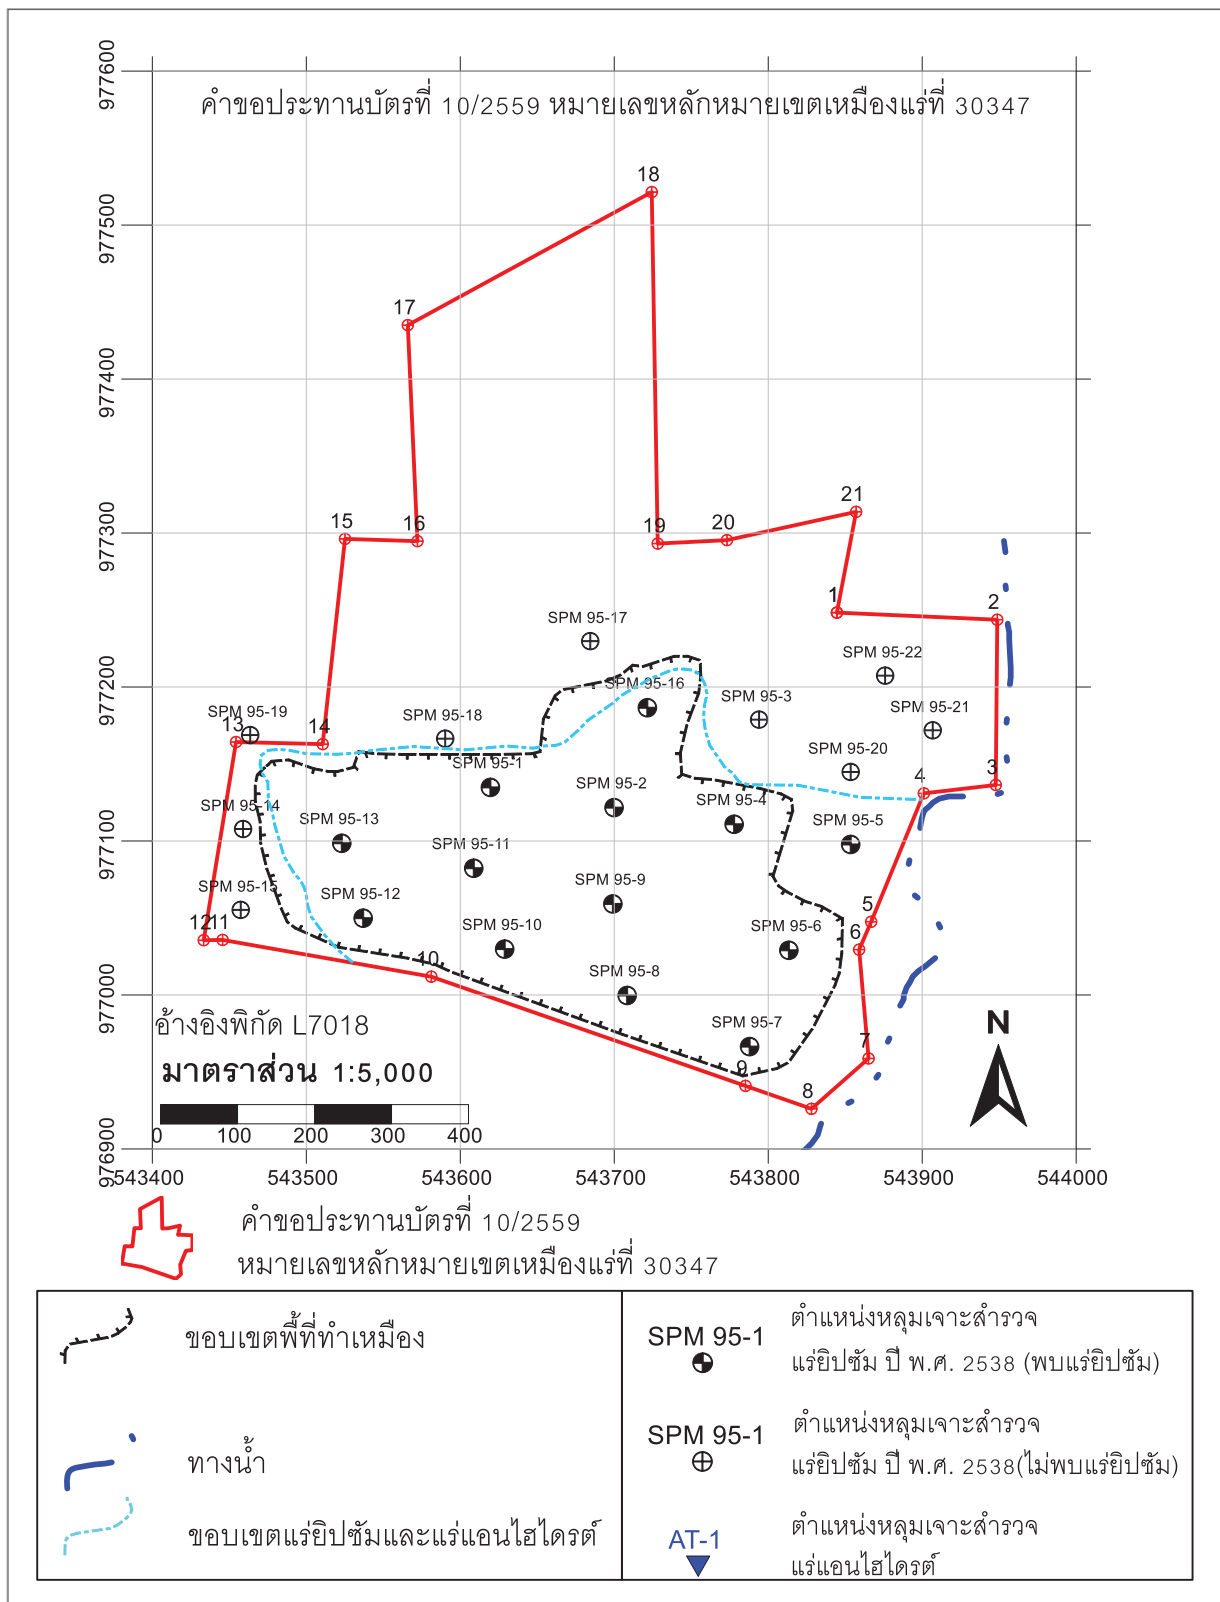 คำขอประทานบัตรที่ 10/2559 หมายเลขหลักหมายเขตเหมืองแร่ที่ 30347
977600
977500
977400
977300
977200
977100
977000
976900
18
17
21
15
16
19
20
1
2
SPM 95-17
SPM 95-22
SPM 95-16
SPM 95-3
SPM 95-21
SPM 95-19
13
14
SPM 95-18
SPM 95-1
SPM 95-20
3
4
SPM 95-2
SPM 95-4
SPM 95-14
SPM 95-13
SPM 95-5
SPM 95-11
SPM 95-15
SPM 95-12
SPM 95-9
5
12
11
SPM 95-10
SPM 95-6
6
10
SPM 95-8
SPM 95-7
7
9
8
อ้างอิงพิกัด L7018
มาตราส่วน 1:5,000
0 100 200 300 400
N
543400 543500 543600 543700 543800 543900 544000
คำขอประทานบัตรที่ 10/2559
หมายเลขหลักหมายเขตเหมืองแร่ที่ 30347
ขอบเขตพื้นที่ทำเหมือง
ทางน้ำ
ขอบเขตแร่ยิปซัมและแร่แอนไฮไดรต์
SPM 95-1
ตำแหน่งหลุมเจาะสำรวจ
แร่ยิปซัม ปี พ.ศ. 2538 (พบแร่ยิปซัม)
SPM 95-1
ตำแหน่งหลุมเจาะสำรวจ
แร่ยิปซัม ปี พ.ศ. 2538(ไม่พบแร่ยิปซัม)
AT-1
ตำแหน่งหลุมเจาะสำรวจ
แร่แอนไฮไดรต์